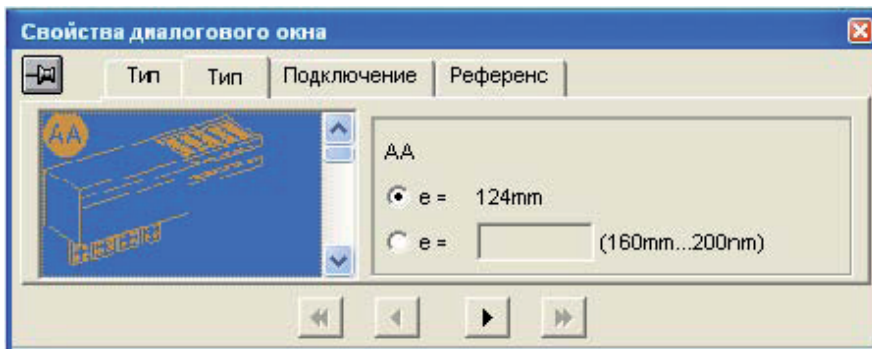 Свойства диалогового окна
Тип Тип Подключение Референс
AA
AA
e = 124mm
e = (160mm...200nm)